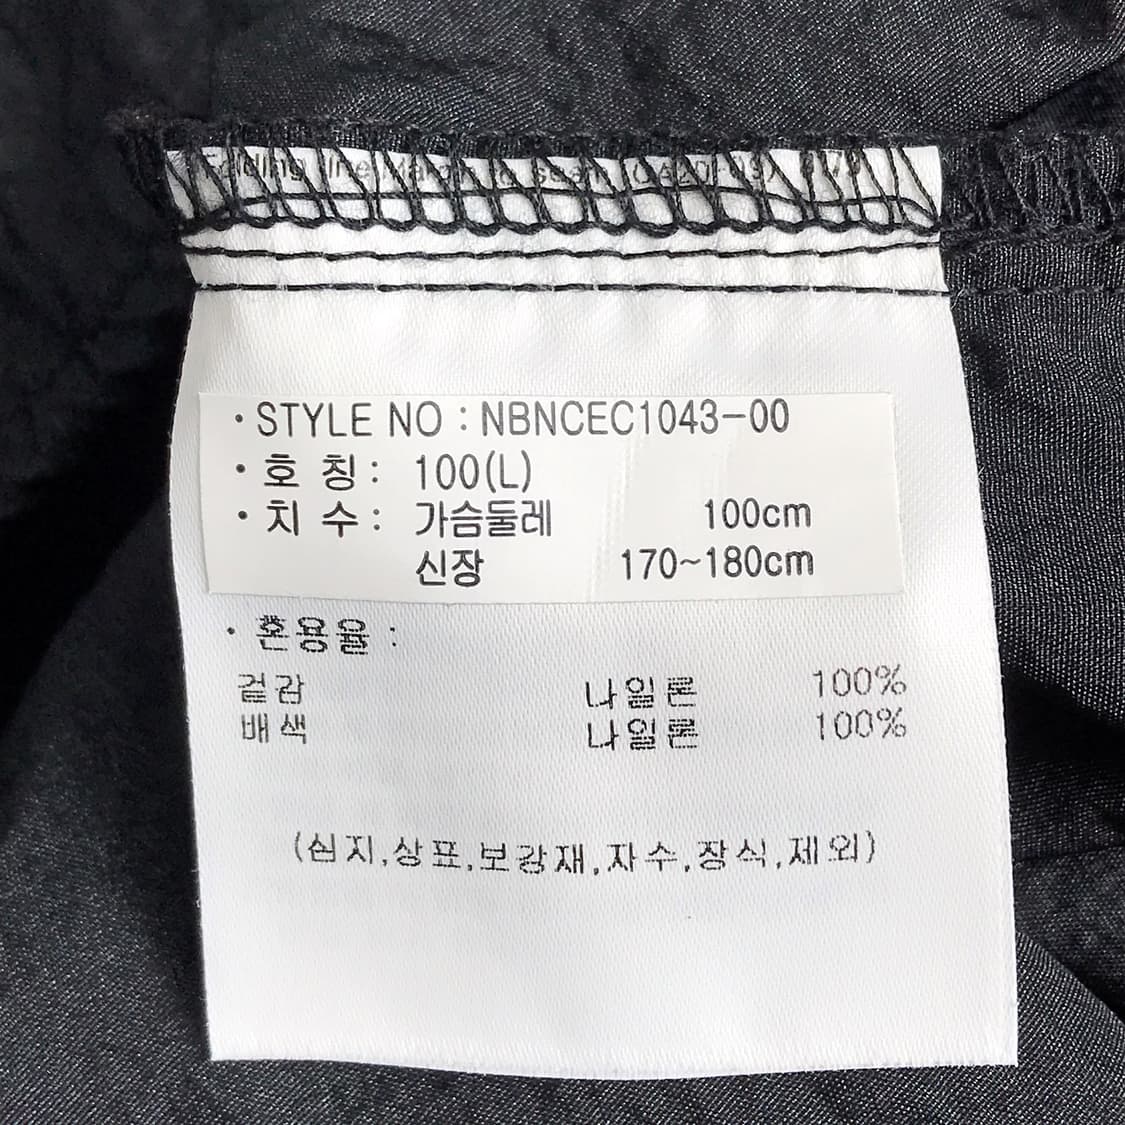 Folding line
· STYLE NO : NBNCEC1043-00
· 호 칭 : 100(L)
· 치 수 : 가슴둘레 100cm
신장 170~180cm
· 혼용율 :
겉감 나일론 100%
배색 나일론 100%
(심지,상표,보강재,자수,장식,제외)